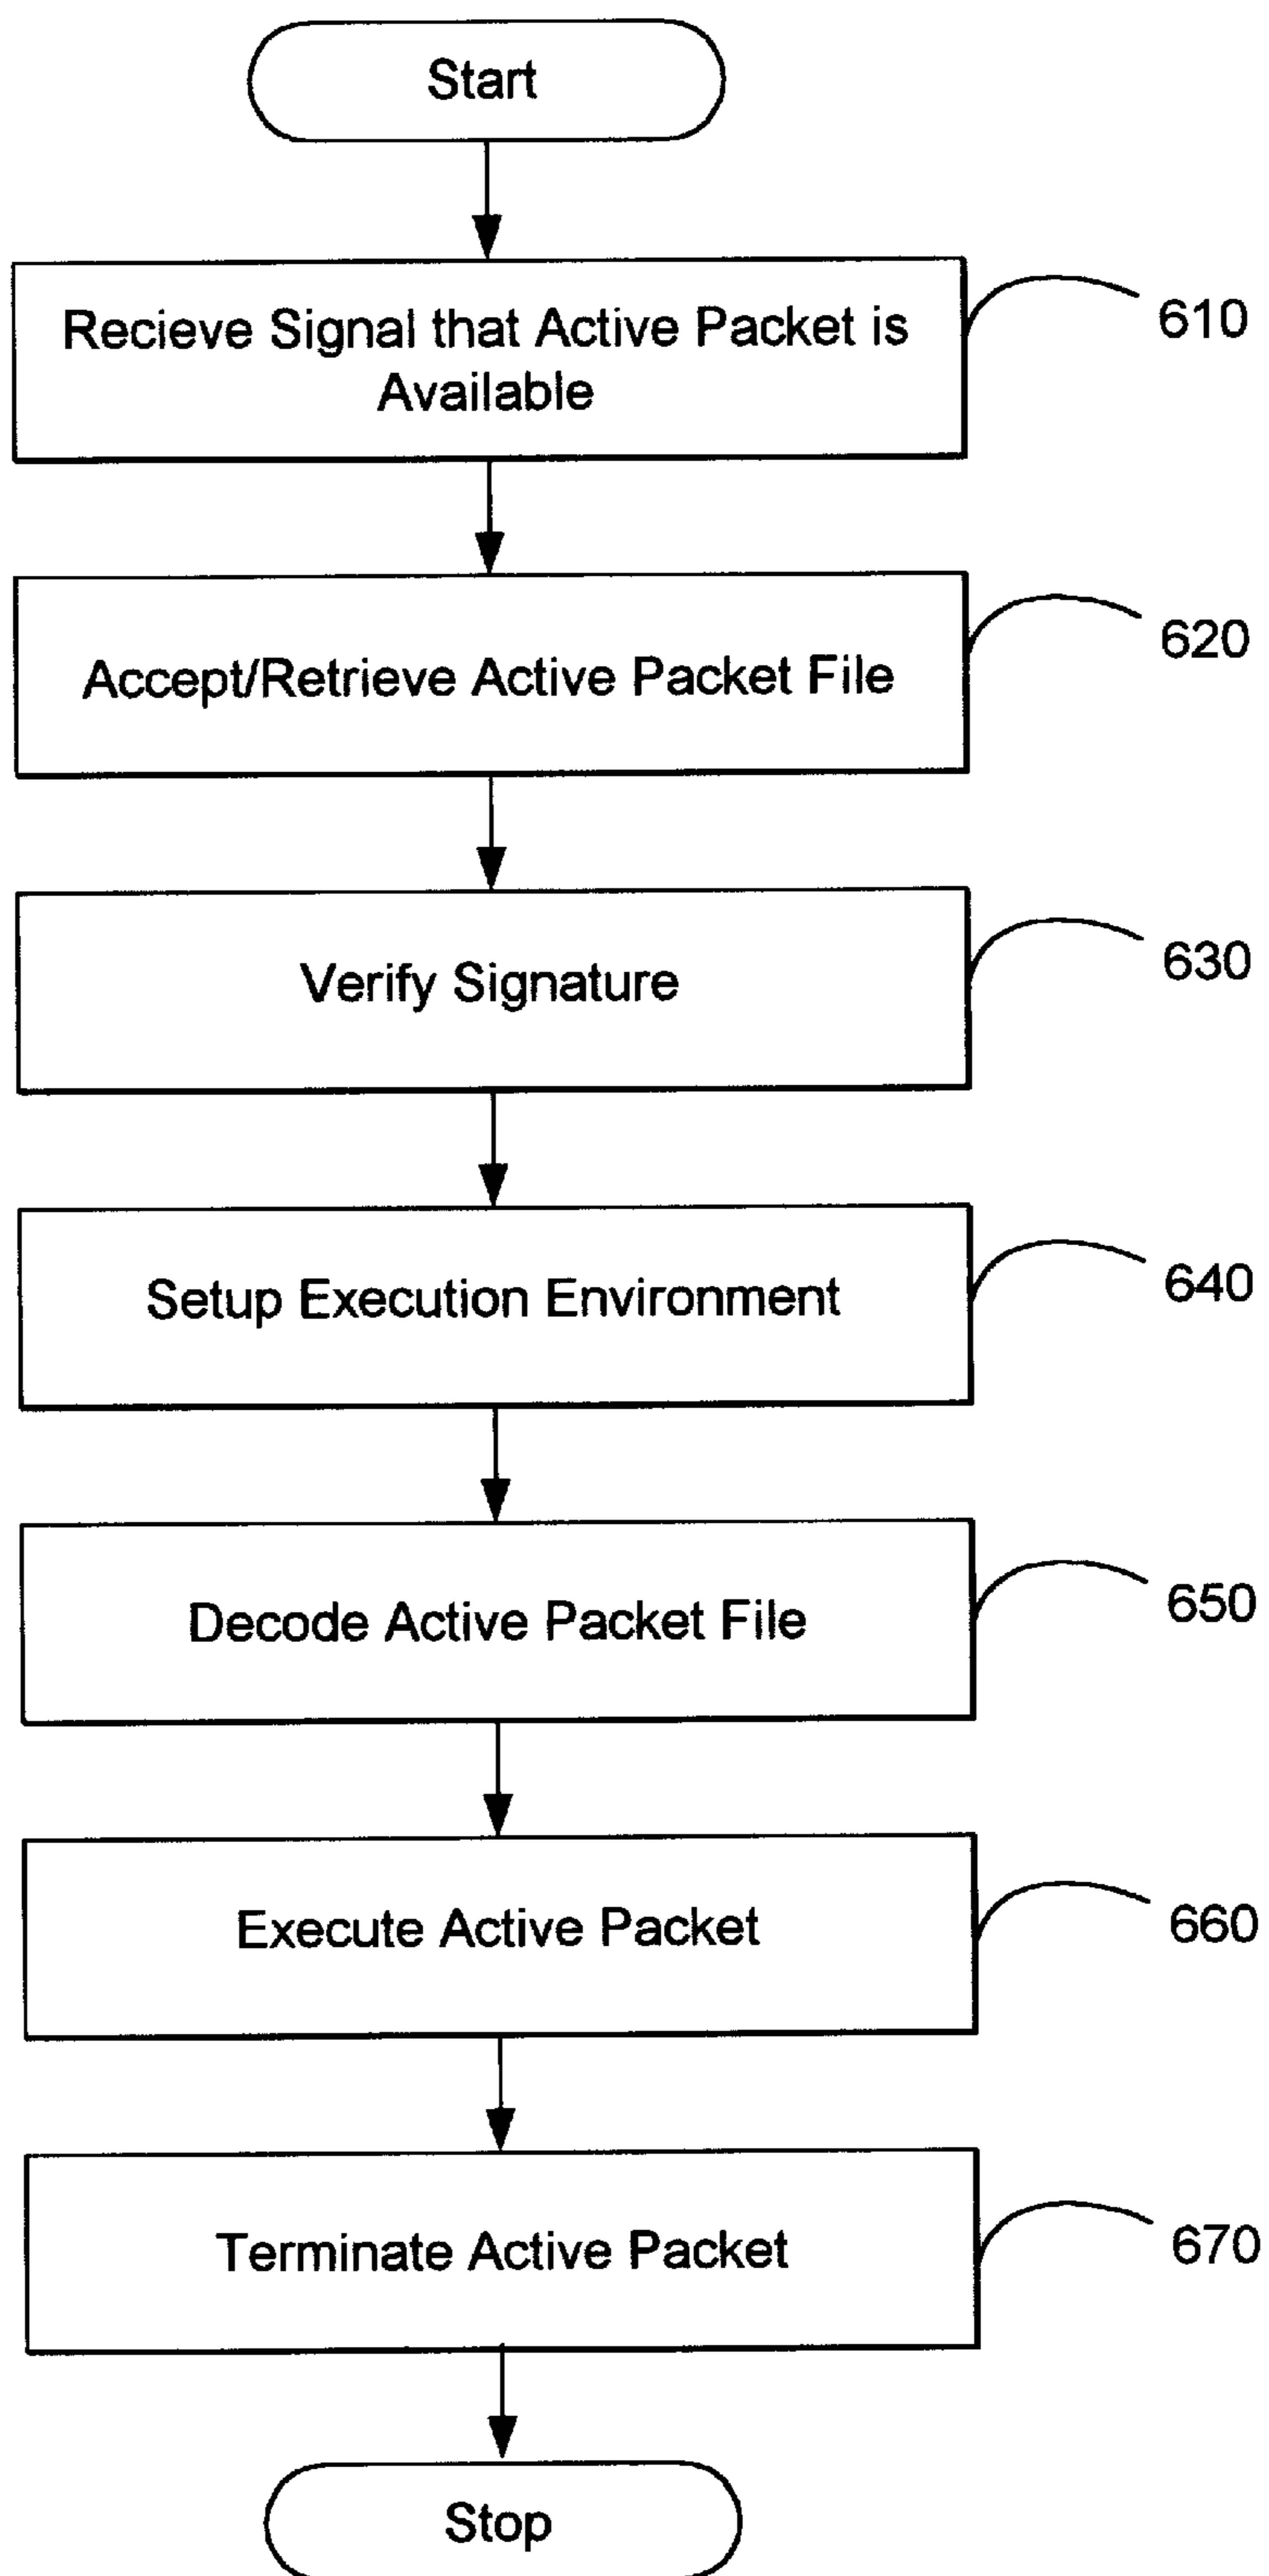 Start
Recieve Signal that Active Packet is
Available
610
Accept/Retrieve Active Packet File
620
Verify Signature
630
Setup Execution Environment
640
Decode Active Packet File
650
Execute Active Packet
660
Terminate Active Packet
670
Stop